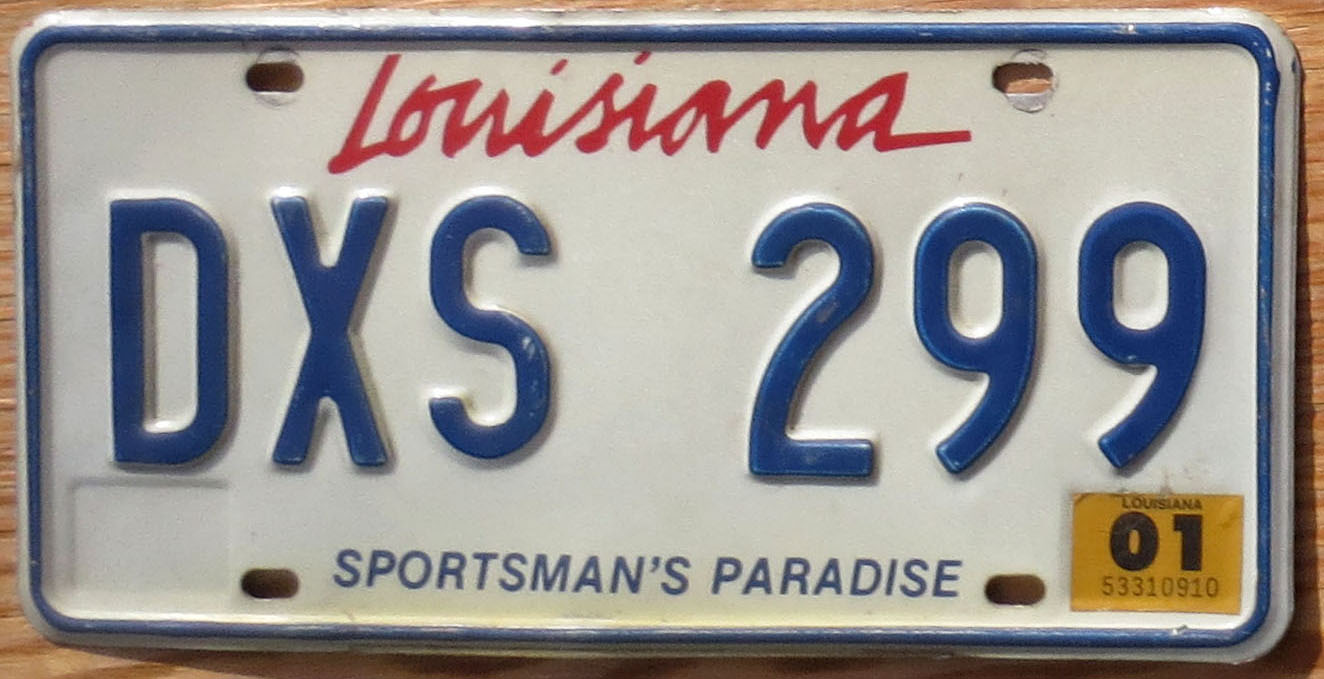 Louisiana
DXS 299
LOUISIANA
01
53310910
SPORTSMAN'S PARADISE